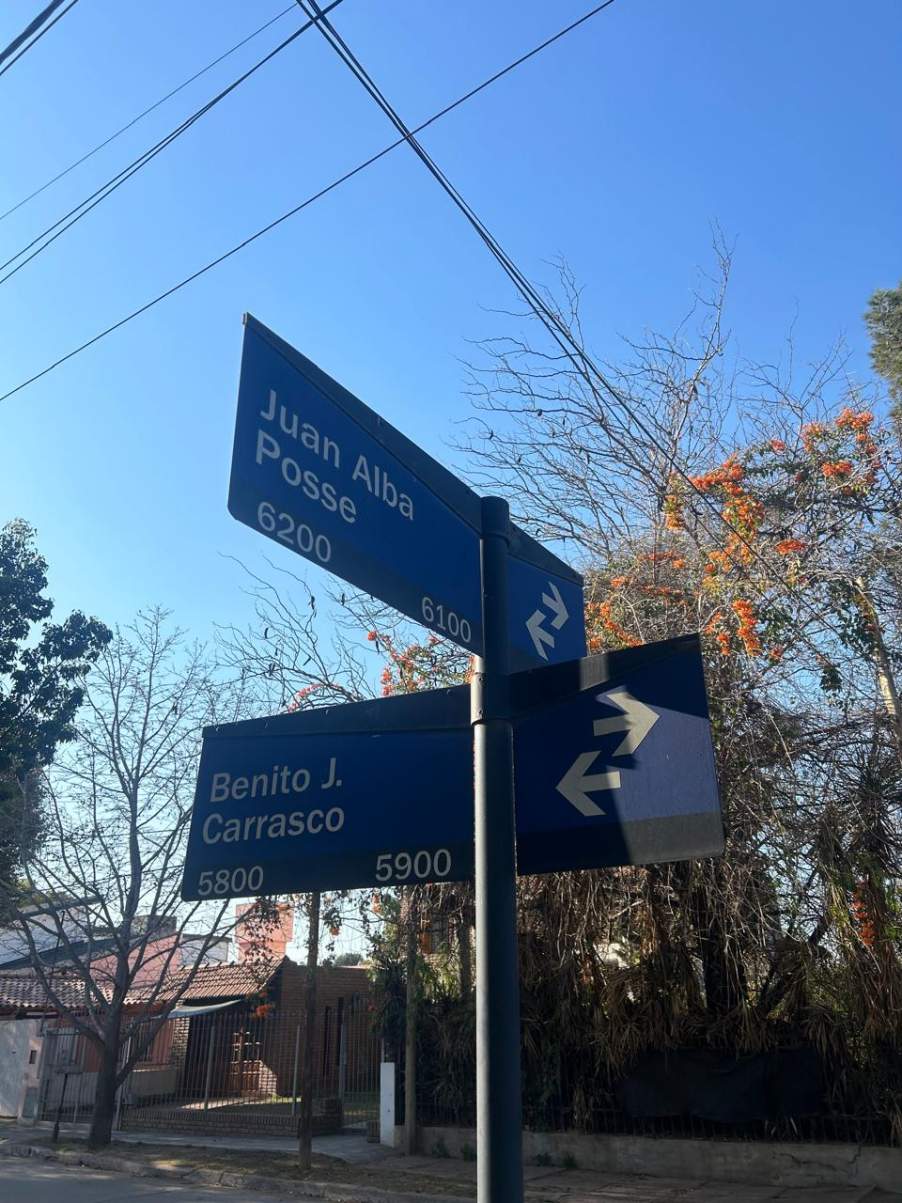 Juan Alba
Posse
6200 6100
Benito J.
Carrasco
5800 5900